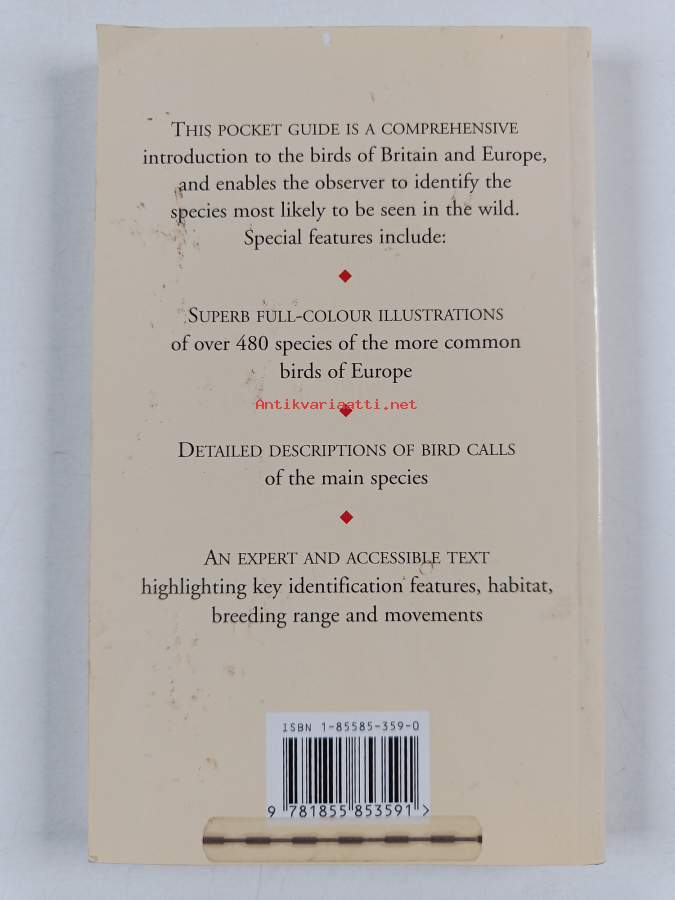 THIS POCKET GUIDE IS A COMPREHENSIVE
introduction to the birds of Britain and Europe,
and enables the observer to identify the
species most likely to be seen in the wild.
Special features include:
SUPERB FULL-COLOUR ILLUSTRATIONS
of over 480 species of the more common
birds of Europe
Antikvariaatti.net
DETAILED DESCRIPTIONS OF BIRD CALLS
of the main species
AN EXPERT AND ACCESSIBLE TEXT
highlighting key identification features, habitat,
breeding range and movements
ISBN 1-85585-359-0
9 781855 853591 >